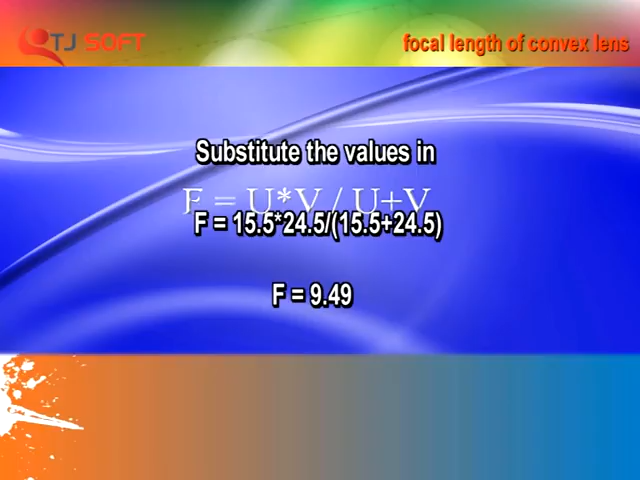 TJ SOFT
focal length of convex lens
Substitute the values in
F = U*V / U+V
F = 15.5*24.5/(15.5+24.5)
F = 9.49